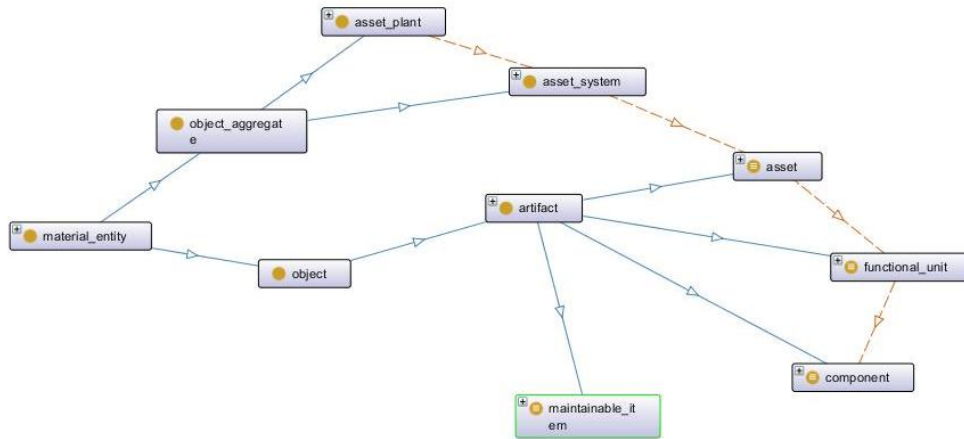 asset_plant
asset_system
object_aggregat
e
asset
artifact
material_entity
object
functional_unit
component
maintainable_it
em